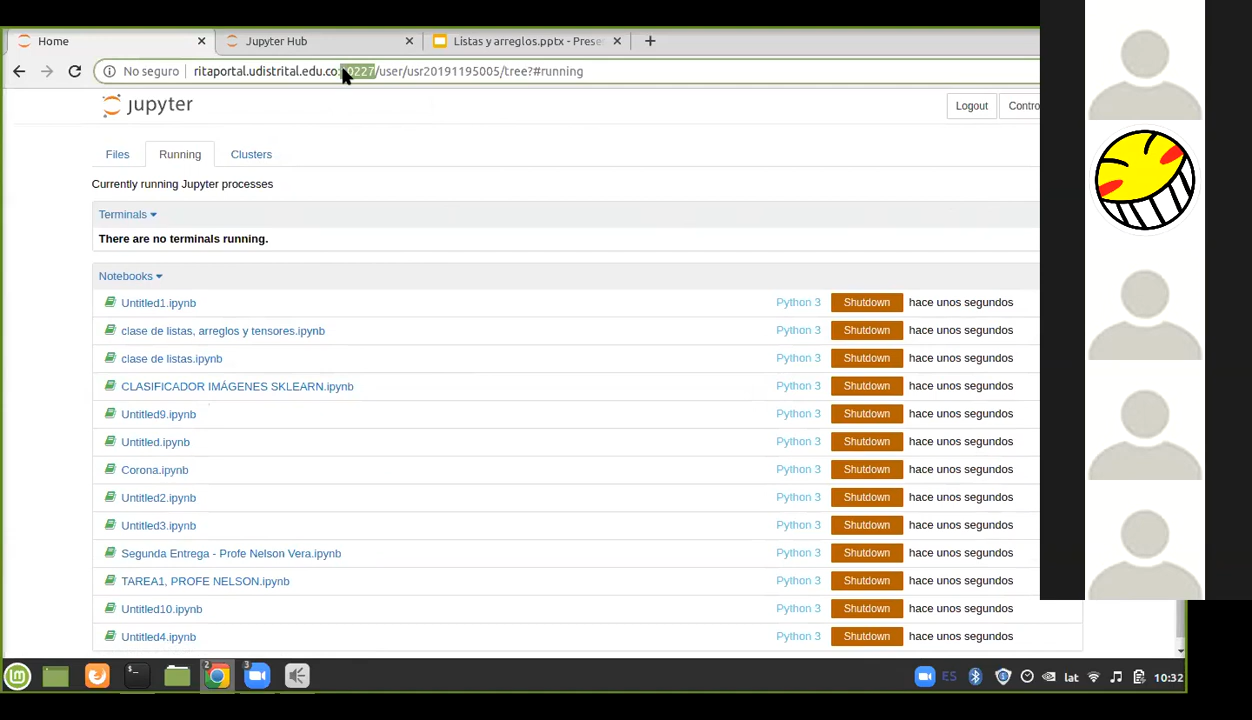 Home
Jupyter Hub
Listas y arreglos.pptx - Prese
No seguro
ritaportal.udistrital.edu.co:10227/user/usr20191195005/tree?#running
jupyter
Logout
Contro
Files
Running
Clusters
Currently running Jupyter processes
Terminals
There are no terminals running.
Notebooks
Untitled1.ipynb Python 3 Shutdown hace unos segundos
clase de listas, arreglos y tensores.ipynb Python 3 Shutdown hace unos segundos
clase de listas.ipynb Python 3 Shutdown hace unos segundos
CLASIFICADOR IMÁGENES SKLEARN.ipynb Python 3 Shutdown hace unos segundos
Untitled9.ipynb Python 3 Shutdown hace unos segundos
Untitled.ipynb Python 3 Shutdown hace unos segundos
Corona.ipynb Python 3 Shutdown hace unos segundos
Untitled2.ipynb Python 3 Shutdown hace unos segundos
Untitled3.ipynb Python 3 Shutdown hace unos segundos
Segunda Entrega - Profe Nelson Vera.ipynb Python 3 Shutdown hace unos segundos
TAREA1, PROFE NELSON.ipynb Python 3 Shutdown hace unos segundos
Untitled10.ipynb Python 3 Shutdown hace unos segundos
Untitled4.ipynb Python 3 Shutdown hace unos segundos
2
3
ES
lat
10:32